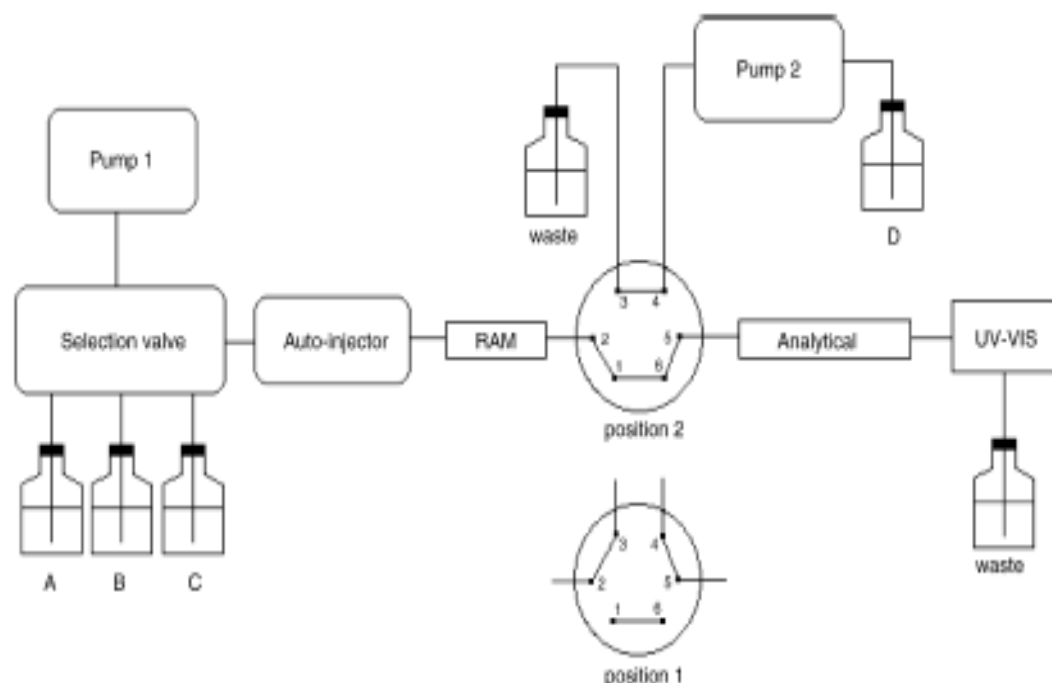 Pump 2
Pump 1
waste
D
3 4
Selection valve
Auto-injector
RAM
2
5
Analytical
UV-VIS
1 6
position 2
A
B
C
3 4
2 5
1 6
waste
position 1